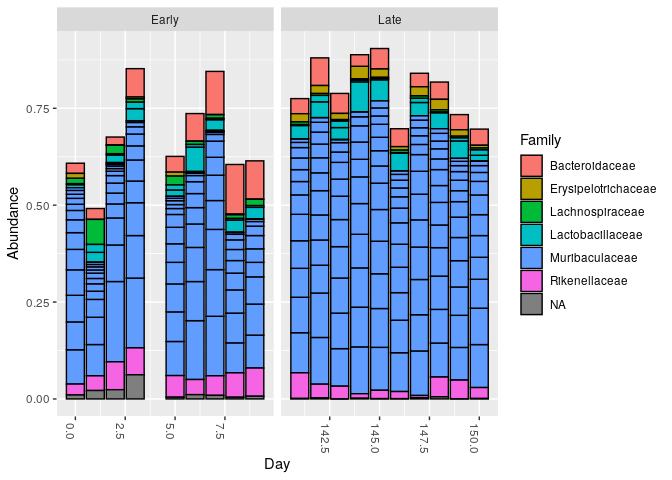 Early
Late
0.75
0.50
0.25
0.00
Abundance
0.0
2.5
5.0
7.5
142.5
145.0
147.5
150.0
Day
Family
Bacteroidaceae
Erysipelotrichaceae
Lachnospiraceae
Lactobacillaceae
Muribaculaceae
Rikenellaceae
NA